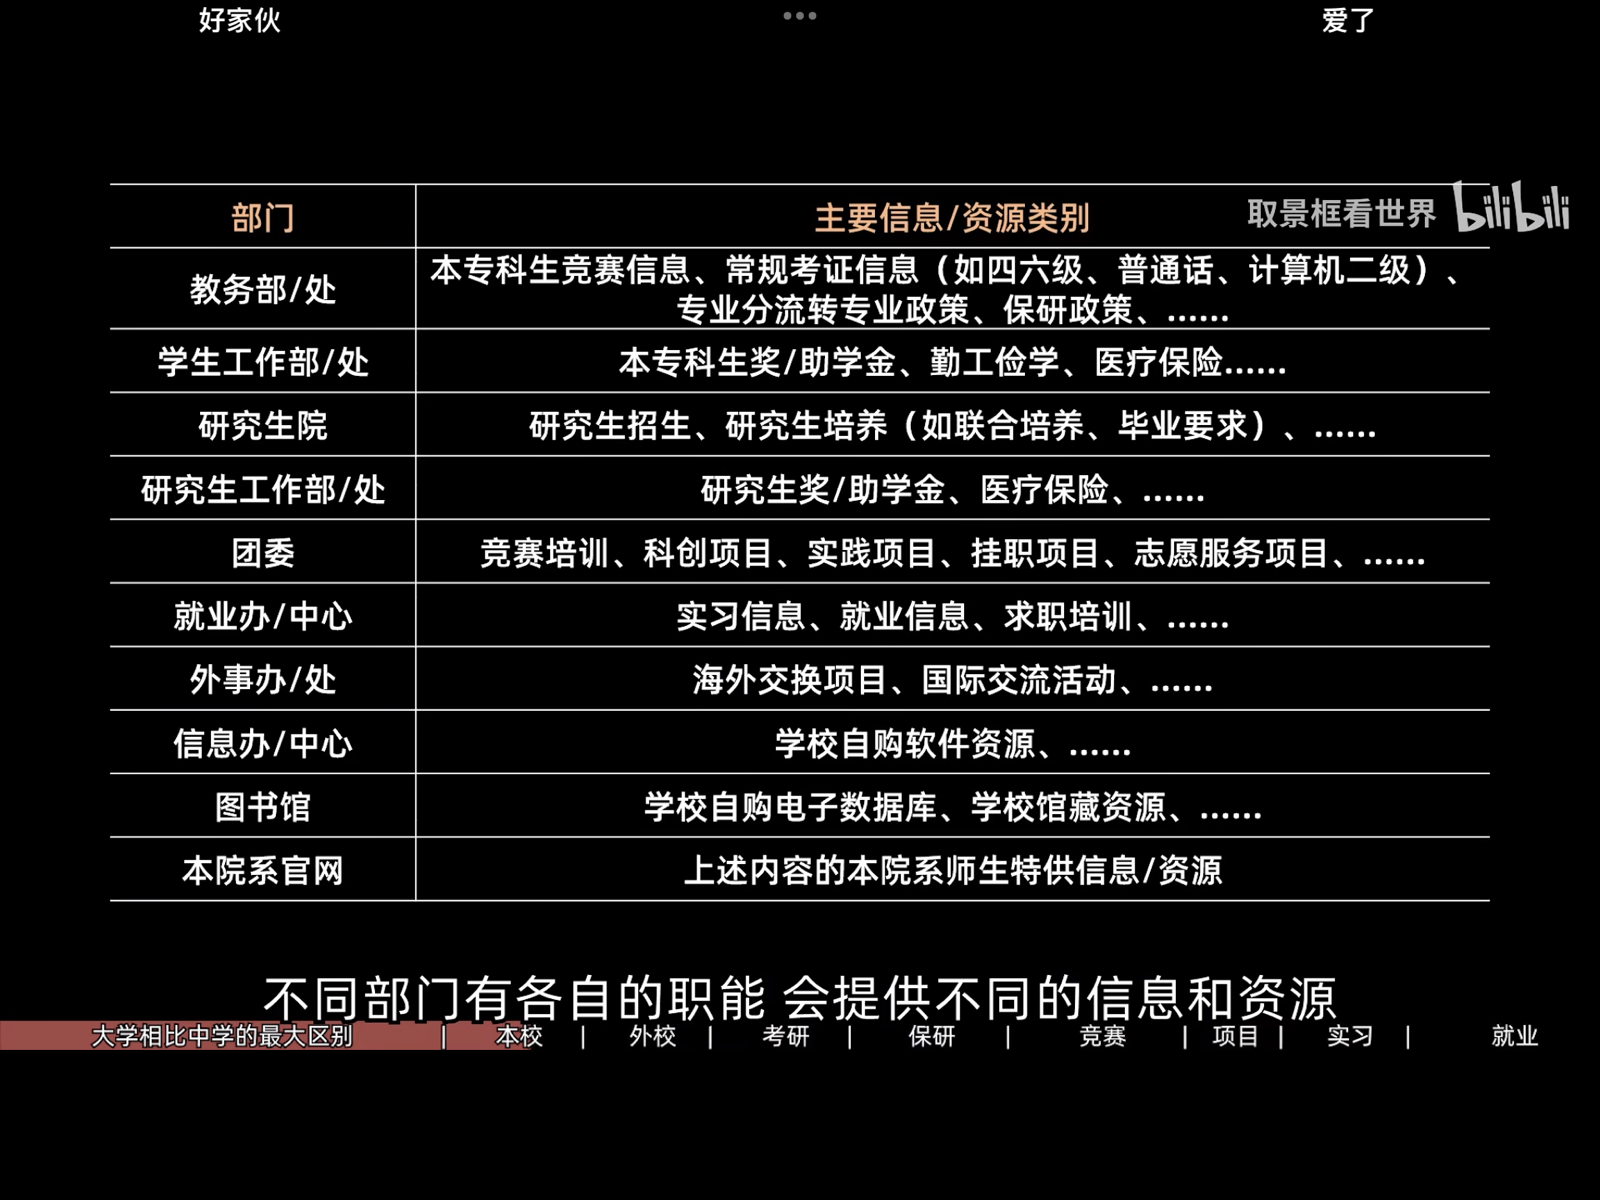 好家伙
爱了
取景框看世界 bilibili
部门 主要信息/资源类别
教务部/处 本专科生竞赛信息、常规考证信息（如四六级、普通话、计算机二级）、
专业分流转专业政策、保研政策、……
学生工作部/处 本专科生奖/助学金、勤工俭学、医疗保险……
研究生院 研究生招生、研究生培养（如联合培养、毕业要求）、……
研究生工作部/处 研究生奖/助学金、医疗保险、……
团委 竞赛培训、科创项目、实践项目、挂职项目、志愿服务项目、……
就业办/中心 实习信息、就业信息、求职培训、……
外事办/处 海外交换项目、国际交流活动、……
信息办/中心 学校自购软件资源、……
图书馆 学校自购电子数据库、学校馆藏资源、……
本院系官网 上述内容的本院系师生特供信息/资源
不同部门有各自的职能 会提供不同的信息和资源
大学相比中学的最大区别 | 本校 | 外校 | 考研 | 保研 | 竞赛 | 项目 | 实习 | 就业